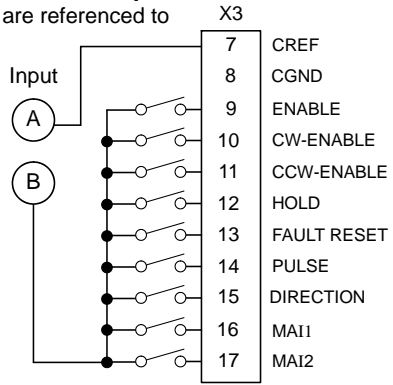 are referenced to X3
7 CREF
Input
8 CGND
A
9 ENABLE
10 CW-ENABLE
B
11 CCW-ENABLE
12 HOLD
13 FAULT RESET
14 PULSE
15 DIRECTION
16 MAI1
17 MAI2